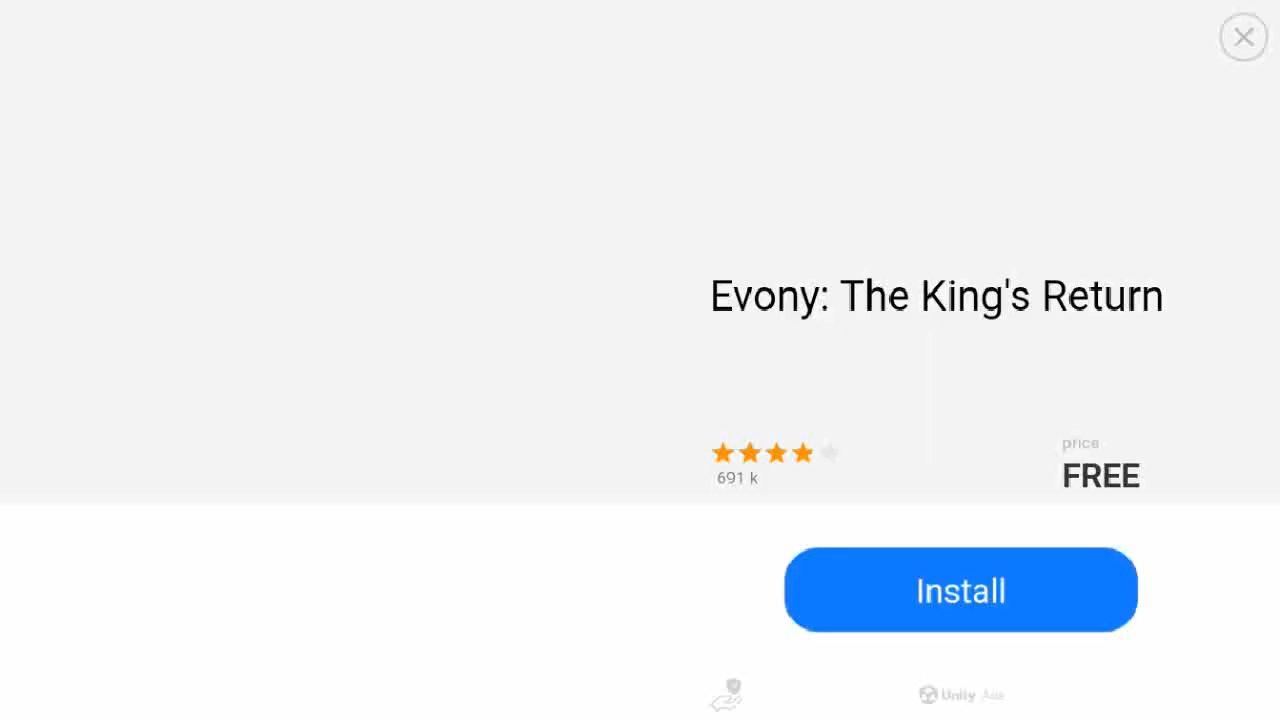 Evony: The King's Return
691 k
price
FREE
Install
Unity Ads